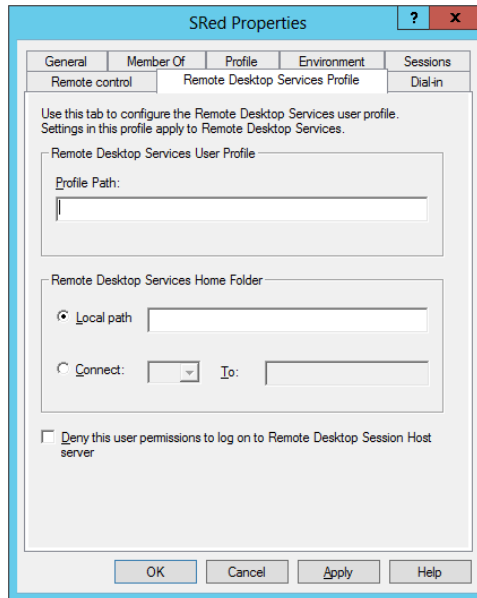 SRed Properties
? x
General Member Of Profile Environment Sessions
Remote control Remote Desktop Services Profile Dial-in
Use this tab to configure the Remote Desktop Services user profile.
Settings in this profile apply to Remote Desktop Services.
Remote Desktop Services User Profile
Profile Path:
Remote Desktop Services Home Folder
Local path
Connect: To:
Deny this user permissions to log on to Remote Desktop Session Host
server
OK Cancel Apply Help